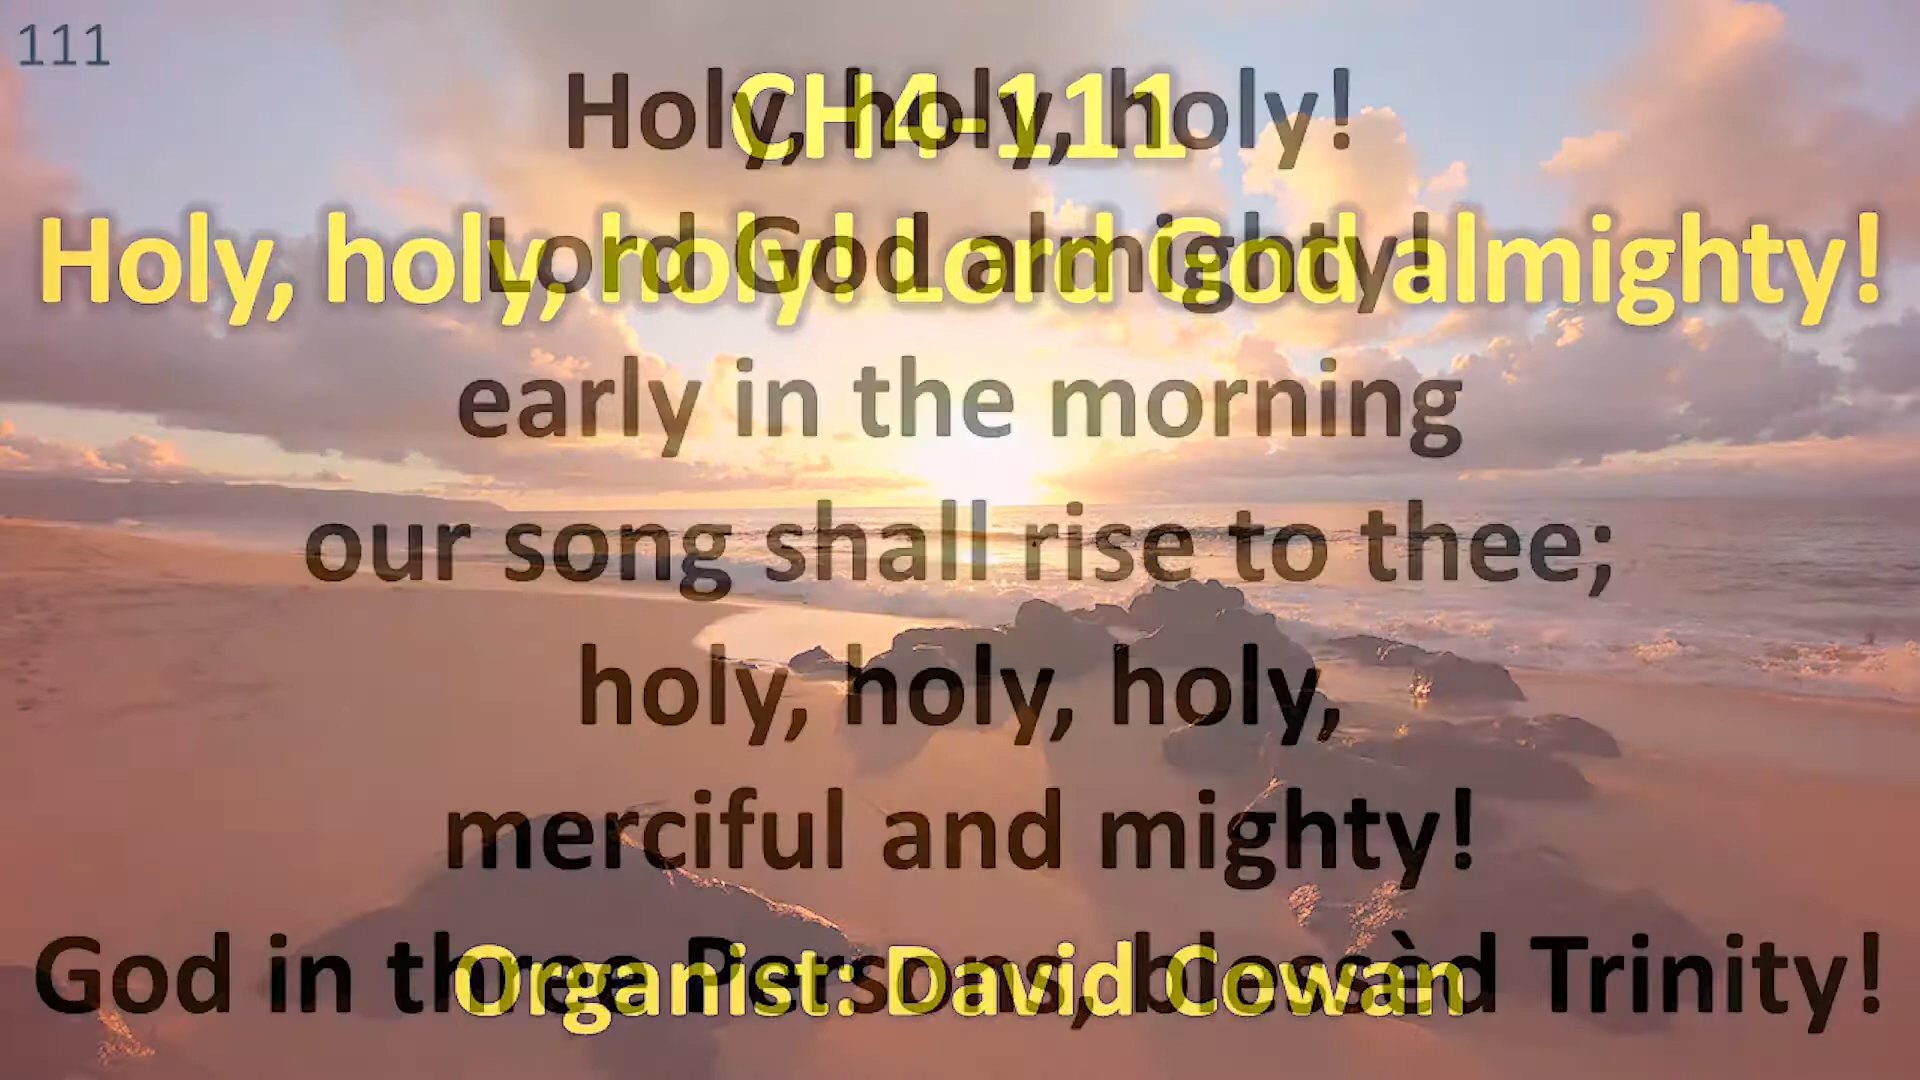 111
CH4-111
Holy, holy, holy! Lord God almighty!
Holy, holy, holy!
Lord God almighty!
early in the morning
our song shall rise to thee;
holy, holy, holy,
merciful and mighty!
God in three Persons, blessèd Trinity!
Organist: David Cowan